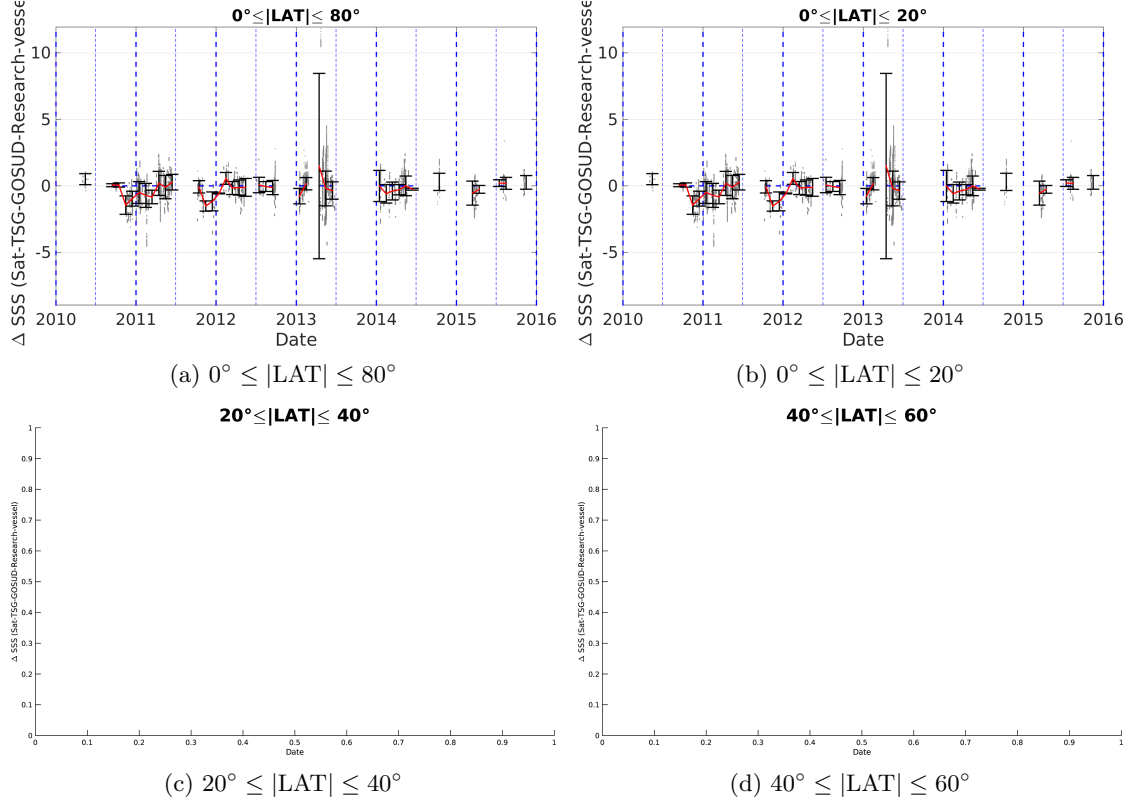 0°≤|LAT|≤ 80°
Δ SSS (Sat-TSG-GOSUD-Research-vesse
10
5
0
-5
2010 2011 2012 2013 2014 2015 2016
Date
(a) 0° ≤ |LAT| ≤ 80°
0°≤|LAT|≤ 20°
Δ SSS (Sat-TSG-GOSUD-Research-vesse
10
5
0
-5
2010 2011 2012 2013 2014 2015 2016
Date
(b) 0° ≤ |LAT| ≤ 20°
20°≤|LAT|≤ 40°
Δ SSS (Sat-TSG-GOSUD-Research-vessel)
1
0.9
0.8
0.7
0.6
0.5
0.4
0.3
0.2
0.1
0
0 0.1 0.2 0.3 0.4 0.5 0.6 0.7 0.8 0.9 1
Date
(c) 20° ≤ |LAT| ≤ 40°
40°≤|LAT|≤ 60°
Δ SSS (Sat-TSG-GOSUD-Research-vessel)
1
0.9
0.8
0.7
0.6
0.5
0.4
0.3
0.2
0.1
0
0 0.1 0.2 0.3 0.4 0.5 0.6 0.7 0.8 0.9 1
Date
(d) 40° ≤ |LAT| ≤ 60°